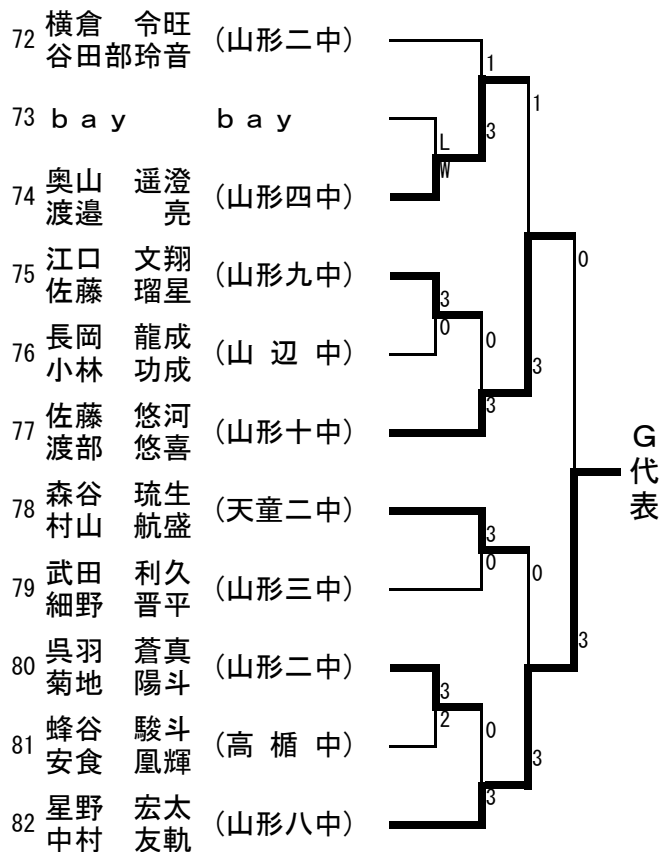 72 横倉 令旺 (山形二中)
谷田部玲音
1
1
73 bay bay
3
L
W
74 奥山 遥澄 (山形四中)
渡邉 亮
0
75 江口 文翔 (山形九中)
佐藤 瑠星
3
0
76 長岡 龍成 (山辺中)
小林 功成
0
3
77 佐藤 悠河 (山形十中)
渡部 悠喜
3
G代表
78 森谷 琉生 (天童二中)
村山 航盛
3
0
0
79 武田 利久 (山形三中)
細野 晋平
3
80 呉羽 蒼真 (山形二中)
菊地 陽斗
3
2
0
81 蜂谷 駿斗 (高楯中)
安食 凰輝
3
3
82 星野 宏太 (山形八中)
中村 友軌